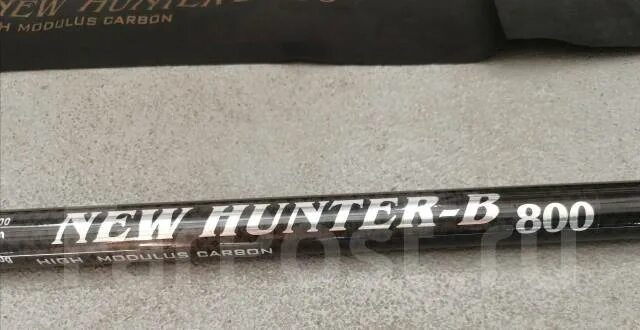 NEW HUNTER-B
HIGH MODULUS CARBON
NEW HUNTER-B 800
HIGH MODULUS CARBON